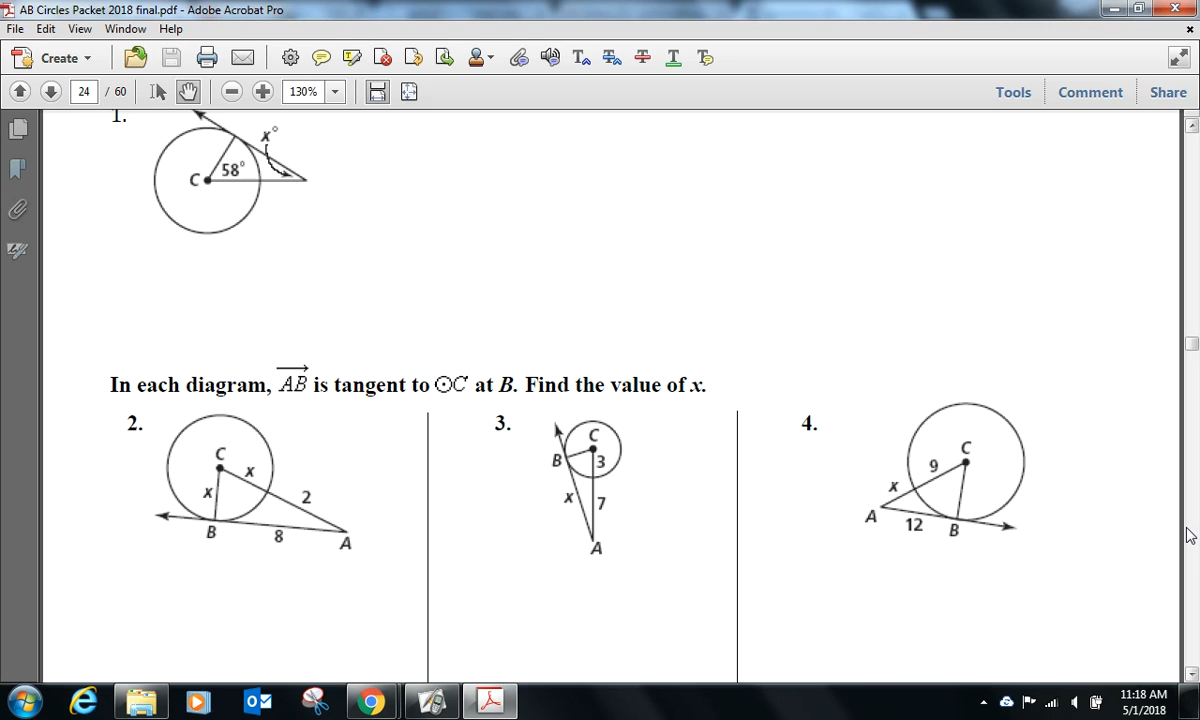 AB Circles Packet 2018 final.pdf - Adobe Acrobat Pro
File Edit View Window Help
Create
24 / 60 130% Tools Comment Share
1.
x°
58°
C
In each diagram, AB is tangent to ⊙C at B. Find the value of x.
2.
C
x
x
2
B
8
A
3.
C
B
3
x
7
A
4.
C
9
x
A
12
B
11:18 AM
5/1/2018